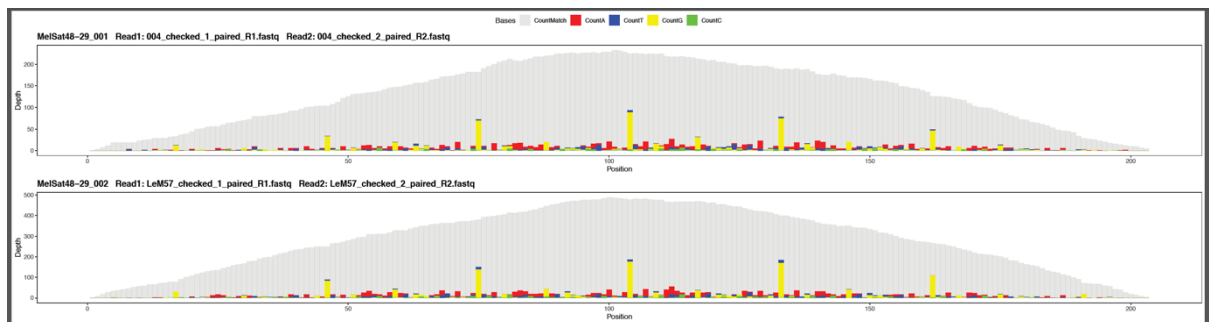 Bases CountMatch CountA CountT CountG CountC
MelSat48-29_001 Read1: 004_checked_1_paired_R1.fastq Read2: 004_checked_2_paired_R2.fastq
200
150
100
50
0
Depth
0 50 100 150 200
Position
MelSat48-29_002 Read1: LeM57_checked_1_paired_R1.fastq Read2: LeM57_checked_2_paired_R2.fastq
500
400
300
200
100
0
Depth
0 50 100 150 200
Position